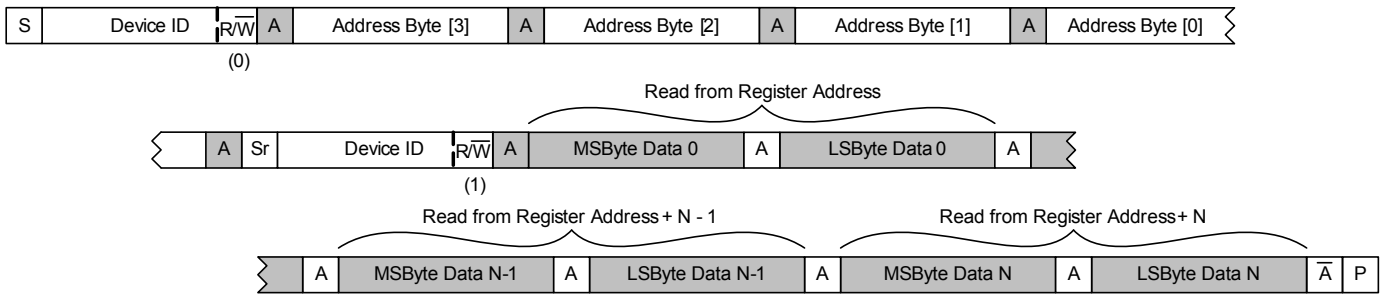 S Device ID R/W̅ A Address Byte [3] A Address Byte [2] A Address Byte [1] A Address Byte [0]
(0)
Read from Register Address
A Sr Device ID R/W̅ A MSByte Data 0 A LSByte Data 0 A
(1)
Read from Register Address + N - 1 Read from Register Address + N
A MSByte Data N-1 A LSByte Data N-1 A MSByte Data N A LSByte Data N A̅ P